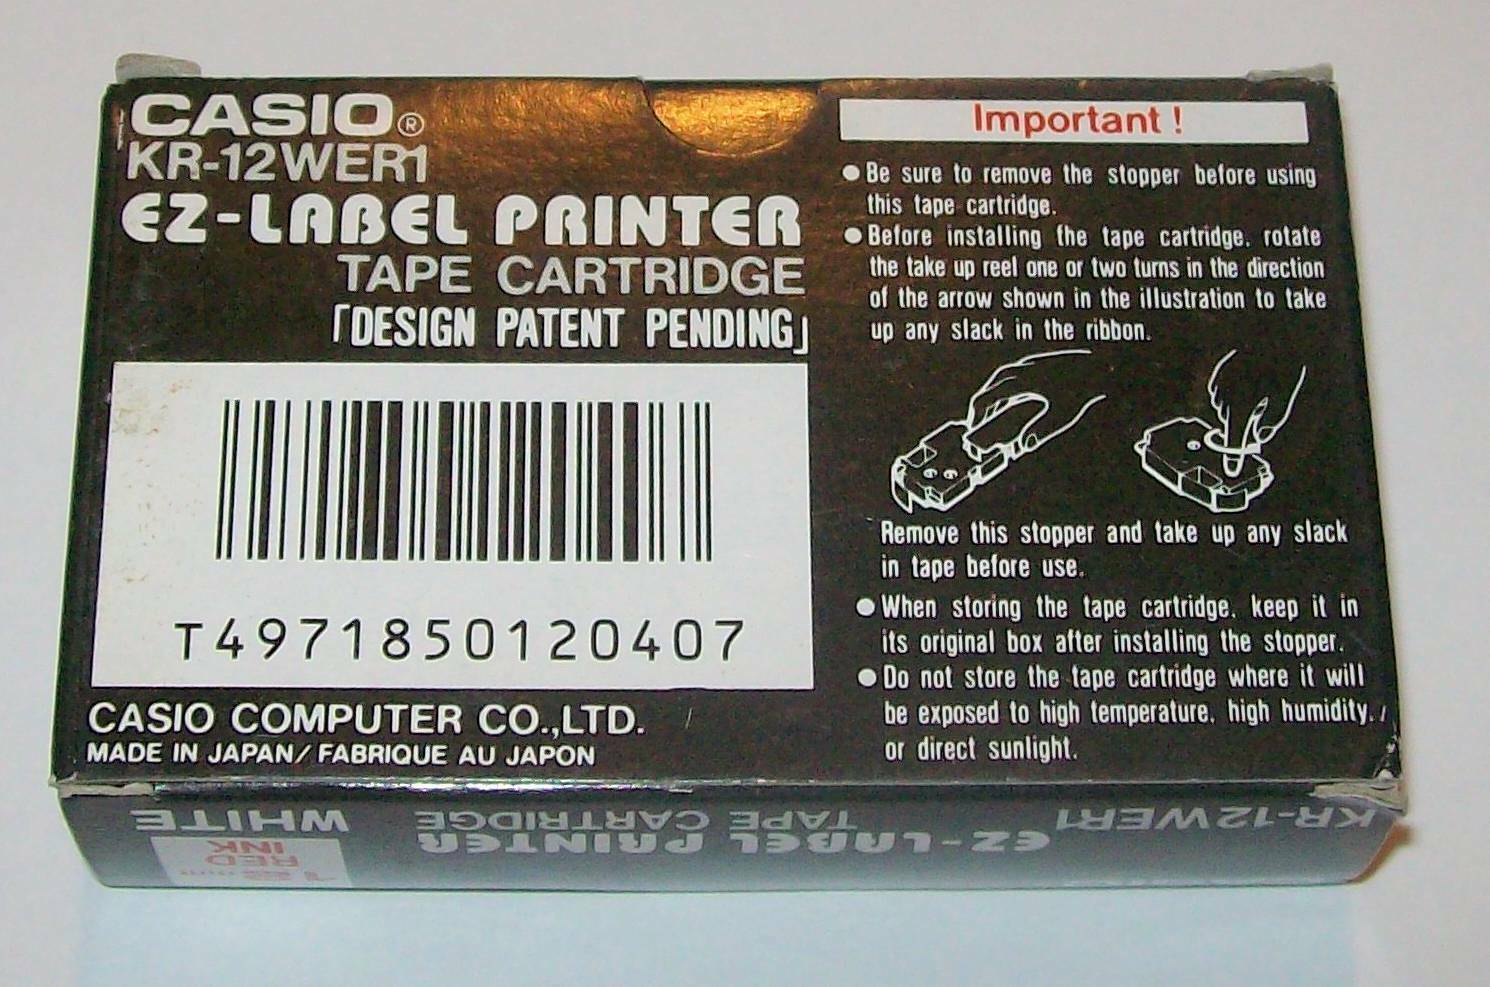 CASIO®
KR-12WER1
EZ-LABEL PRINTER
TAPE CARTRIDGE
「DESIGN PATENT PENDING」
T4971850120407
CASIO COMPUTER CO.,LTD.
MADE IN JAPAN/FABRIQUE AU JAPON
Important !
● Be sure to remove the stopper before using
this tape cartridge.
● Before installing the tape cartridge, rotate
the take up reel one or two turns in the direction
of the arrow shown in the illustration to take
up any slack in the ribbon.
Remove this stopper and take up any slack
in tape before use.
● When storing the tape cartridge, keep it in
its original box after installing the stopper.
● Do not store the tape cartridge where it will
be exposed to high temperature, high humidity,
or direct sunlight.
KR-12WER1
EZ-LABEL PRINTER
TAPE CARTRIDGE
WHITE
RED
INK